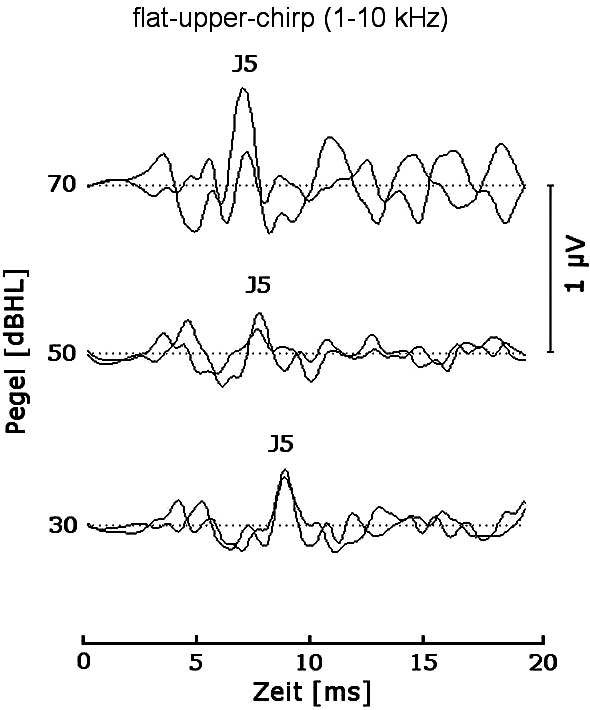 flat-upper-chirp (1-10 kHz)
J5
70
J5
50
J5
30
Pegel [dBHL]
1 µV
0 5 10 15 20
Zeit [ms]